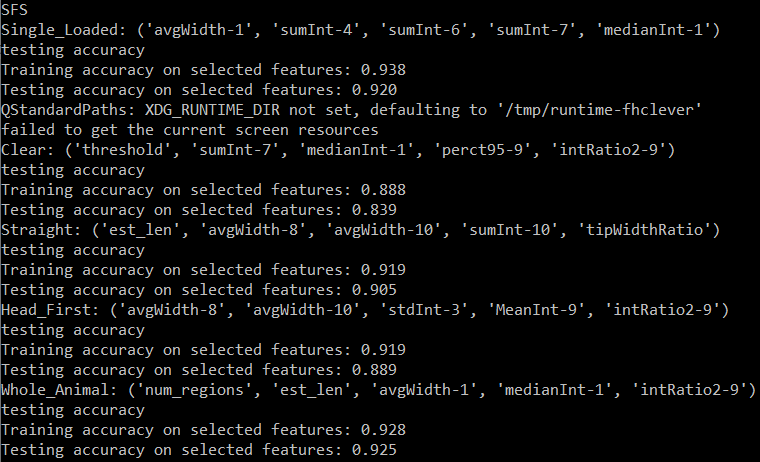 SFS
Single_Loaded: ('avgWidth-1', 'sumInt-4', 'sumInt-6', 'sumInt-7', 'medianInt-1')
testing accuracy
Training accuracy on selected features: 0.938
Testing accuracy on selected features: 0.920
QStandardPaths: XDG_RUNTIME_DIR not set, defaulting to '/tmp/runtime-fhclever'
failed to get the current screen resources
Clear: ('threshold', 'sumInt-7', 'medianInt-1', 'perct95-9', 'intRatio2-9')
testing accuracy
Training accuracy on selected features: 0.888
Testing accuracy on selected features: 0.839
Straight: ('est_len', 'avgWidth-8', 'avgWidth-10', 'sumInt-10', 'tipWidthRatio')
testing accuracy
Training accuracy on selected features: 0.919
Testing accuracy on selected features: 0.905
Head_First: ('avgWidth-8', 'avgWidth-10', 'stdInt-3', 'MeanInt-9', 'intRatio2-9')
testing accuracy
Training accuracy on selected features: 0.919
Testing accuracy on selected features: 0.889
Whole_Animal: ('num_regions', 'est_len', 'avgWidth-1', 'medianInt-1', 'intRatio2-9')
testing accuracy
Training accuracy on selected features: 0.928
Testing accuracy on selected features: 0.925